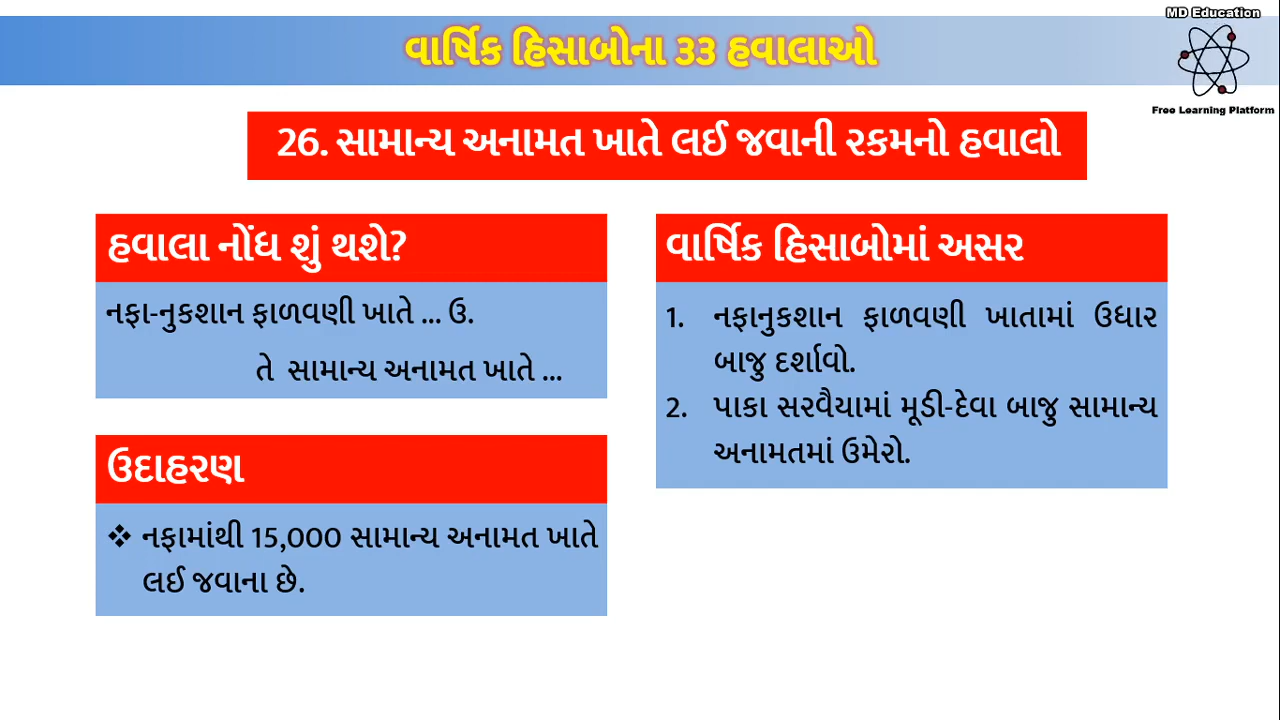 MD Education
વાર્ષિક હિસાબોના ૩૩ હવાલાઓ
Free Learning Platform
26. સામાન્ય અનામત ખાતે લઈ જવાની રકમનો હવાલો
હવાલા નોંધ શું થશે?
નફા-નુકશાન ફાળવણી ખાતે ... ઉ.
તે સામાન્ય અનામત ખાતે ...
ઉદાહરણ
❖ નફામાંથી 15,000 સામાન્ય અનામત ખાતે
લઈ જવાના છે.
વાર્ષિક હિસાબોમાં અસર
1. નફાનુકશાન ફાળવણી ખાતામાં ઉધાર
બાજુ દર્શાવો.
2. પાકા સરવૈયામાં મૂડી-દેવા બાજુ સામાન્ય
અનામતમાં ઉમેરો.